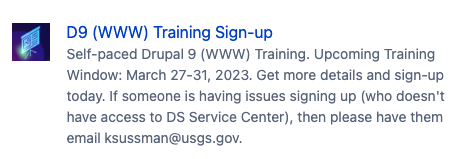 D9 (WWW) Training Sign-up
Self-paced Drupal 9 (WWW) Training. Upcoming Training
Window: March 27-31, 2023. Get more details and sign-up
today. If someone is having issues signing up (who doesn't
have access to DS Service Center), then please have them
email ksussman@usgs.gov.